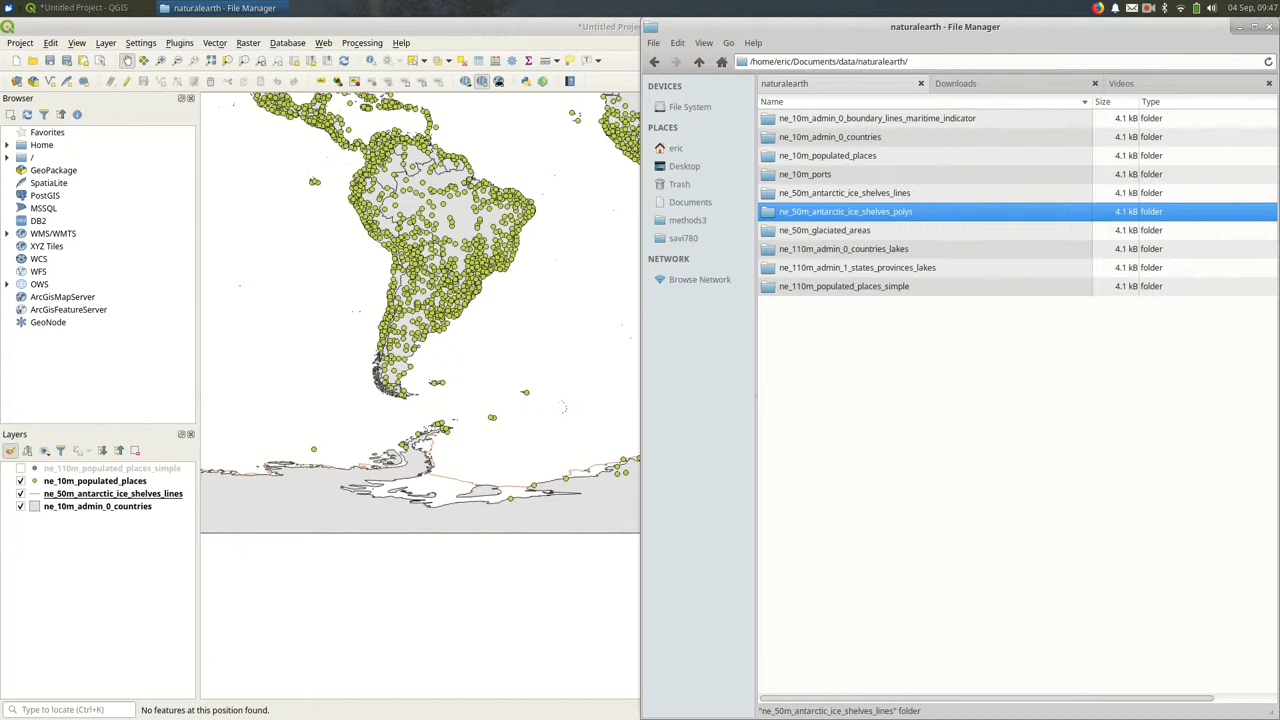 *Untitled Project - QGIS
naturalearth - File Manager
04 Sep, 09:47
*Untitled Proje
Project Edit View Layer Settings Plugins Vector Raster Database Web Processing Help
Browser
Favorites
Home
/
GeoPackage
SpatiaLite
PostGIS
MSSQL
DB2
WMS/WMTS
XYZ Tiles
WCS
WFS
OWS
ArcGisMapServer
ArcGisFeatureServer
GeoNode
Layers
ne_110m_populated_places_simple
ne_10m_populated_places
ne_50m_antarctic_ice_shelves_lines
ne_10m_admin_0_countries
Type to locate (Ctrl+K)
No features at this position found.
naturalearth - File Manager
File Edit View Go Help
/home/eric/Documents/data/naturalearth/
DEVICES
File System
PLACES
eric
Desktop
Trash
Documents
methods3
savi780
NETWORK
Browse Network
naturalearth Downloads Videos
Name Size Type
ne_10m_admin_0_boundary_lines_maritime_indicator 4.1 kB folder
ne_10m_admin_0_countries 4.1 kB folder
ne_10m_populated_places 4.1 kB folder
ne_10m_ports 4.1 kB folder
ne_50m_antarctic_ice_shelves_lines 4.1 kB folder
ne_50m_antarctic_ice_shelves_polys 4.1 kB folder
ne_50m_glaciated_areas 4.1 kB folder
ne_110m_admin_0_countries_lakes 4.1 kB folder
ne_110m_admin_1_states_provinces_lakes 4.1 kB folder
ne_110m_populated_places_simple 4.1 kB folder
"ne_50m_antarctic_ice_shelves_lines" folder